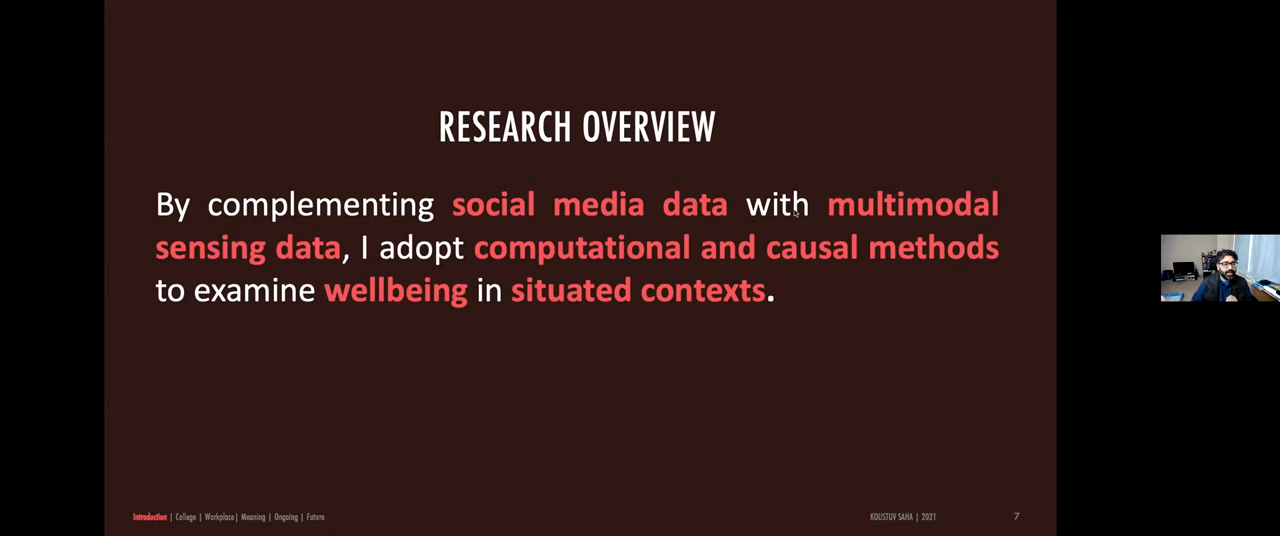 RESEARCH OVERVIEW
By complementing social media data with multimodal
sensing data, I adopt computational and causal methods
to examine wellbeing in situated contexts.
Introduction | College | Workplace | Meaning | Ongoing | Future
KOUSTUV SAHA | 2021
7